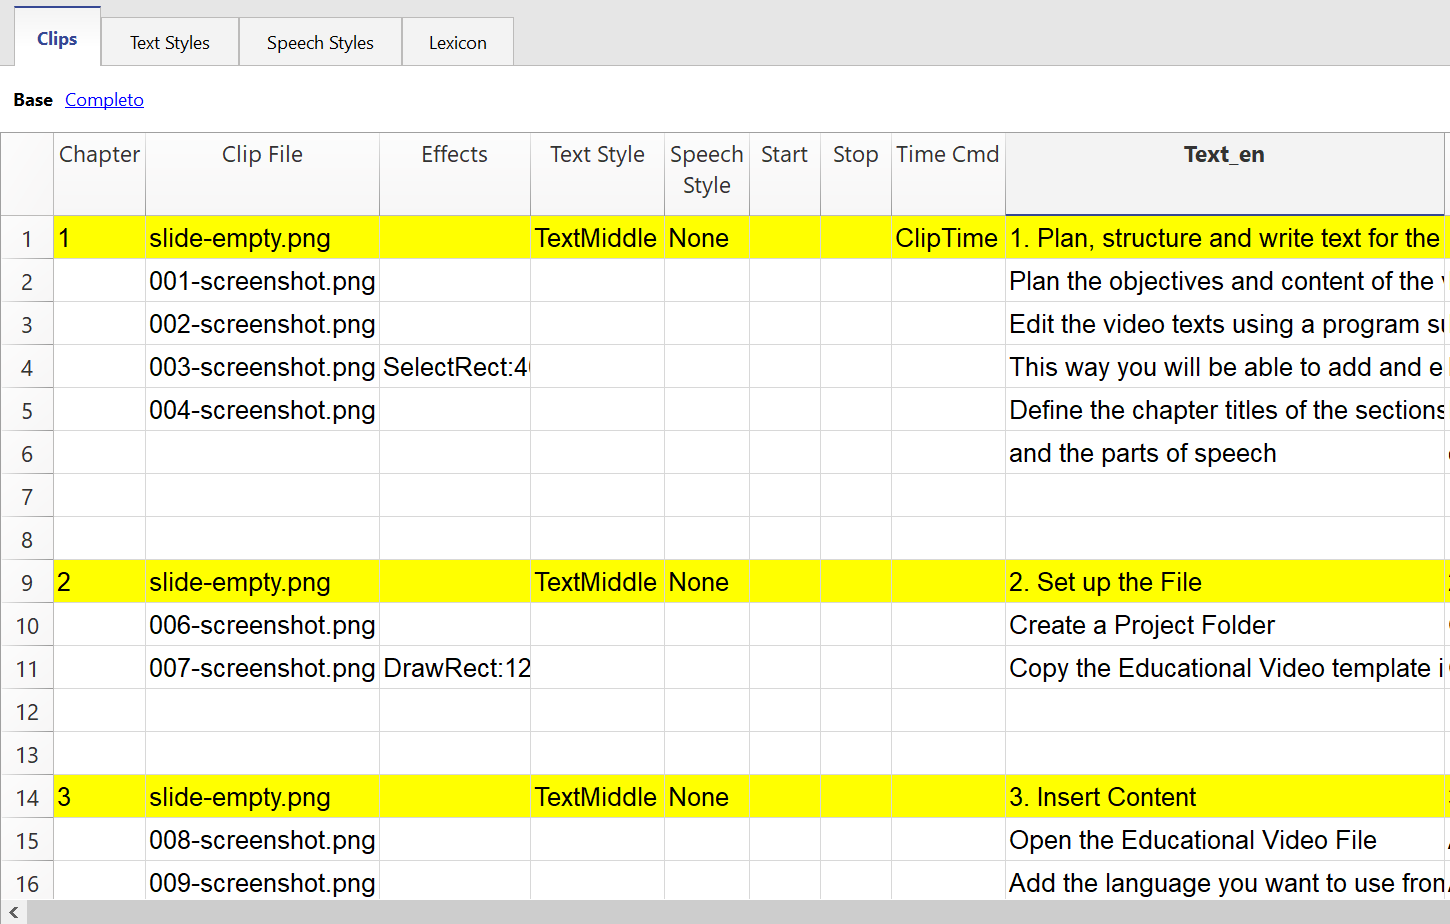 Clips Text Styles Speech Styles Lexicon
Base Completo
Chapter Clip File Effects Text Style Speech Style Start Stop Time Cmd Text_en
1 1 slide-empty.png TextMiddle None ClipTime 1. Plan, structure and write text for the
2 001-screenshot.png Plan the objectives and content of the
3 002-screenshot.png Edit the video texts using a program
4 003-screenshot.png SelectRect:4 This way you will be able to add and e
5 004-screenshot.png Define the chapter titles of the sections
6 and the parts of speech
7
8
9 2 slide-empty.png TextMiddle None 2. Set up the File
10 006-screenshot.png Create a Project Folder
11 007-screenshot.png DrawRect:12 Copy the Educational Video template i
12
13
14 3 slide-empty.png TextMiddle None 3. Insert Content
15 008-screenshot.png Open the Educational Video File
16 009-screenshot.png Add the language you want to use from